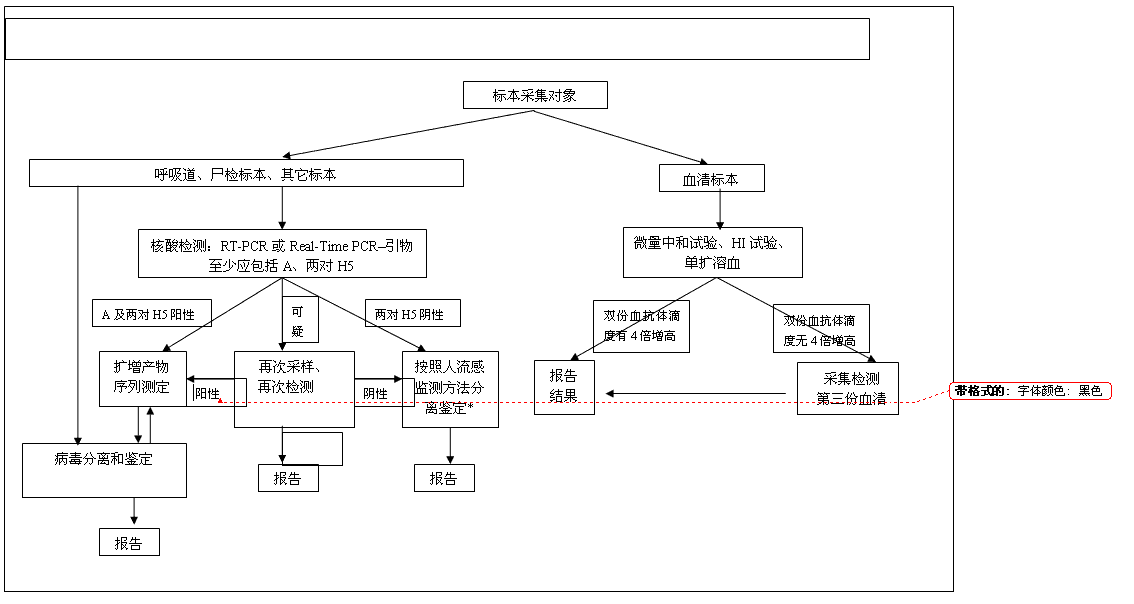 标本采集对象
呼吸道、尸检标本、其它标本
血清标本
核酸检测：RT-PCR 或 Real-Time PCR–引物
至少应包括 A、两对 H5
微量中和试验、HI 试验、
单扩溶血
A 及两对 H5 阳性
可
疑
两对 H5 阴性
双份血抗体滴
度有 4 倍增高
双份血抗体滴
度无 4 倍增高
扩增产物
序列测定
再次采样、
再次检测
按照人流感
监测方法分
离鉴定*
阳性
阴性
报告
结果
采集检测
第三份血清
带格式的：字体颜色：黑色
病毒分离和鉴定
报告
报告
报告